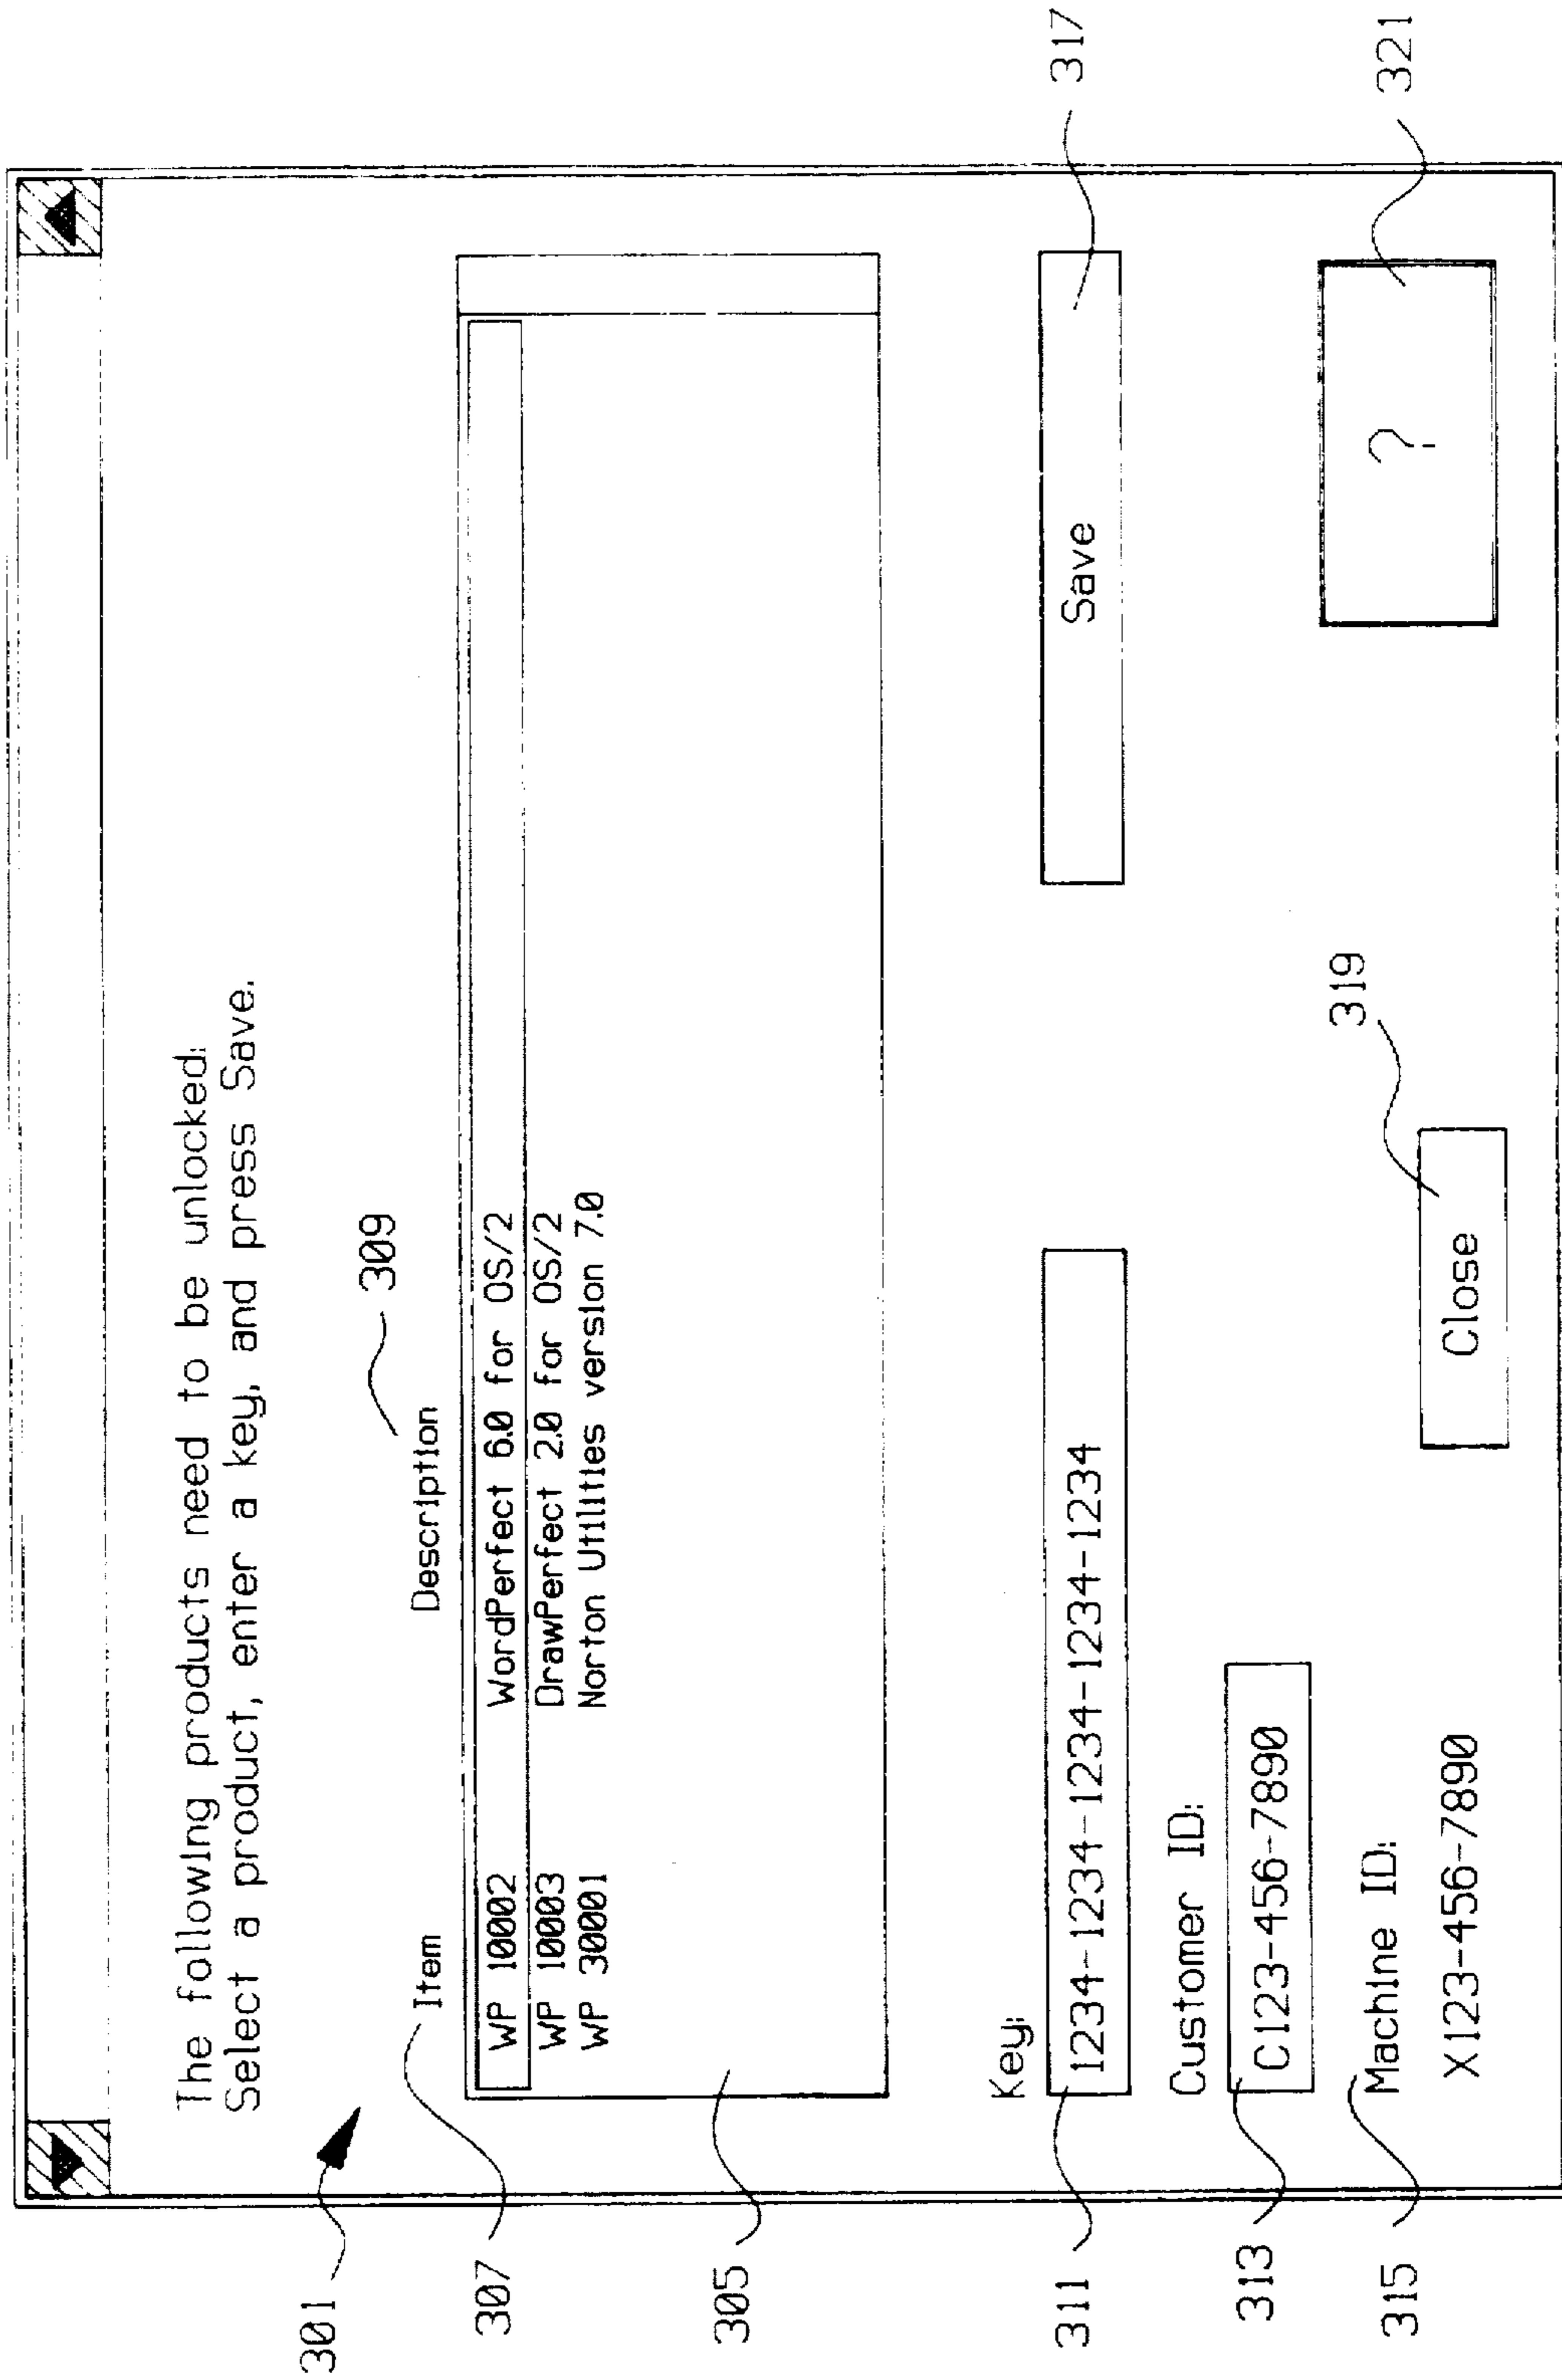 The following products need to be unlocked:
Select a product, enter a key, and press Save.
301
309
Item Description
307
WP 10002 WordPerfect 6.0 for OS/2
WP 10003 DrawPerfect 2.0 for OS/2
WP 30001 Norton Utilities version 7.0
305
Key:
311 1234-1234-1234-1234-1234-1234 Save 317
Customer ID:
313 C123-456-7890
319
315 Machine ID:
X123-456-7890 Close ? 321